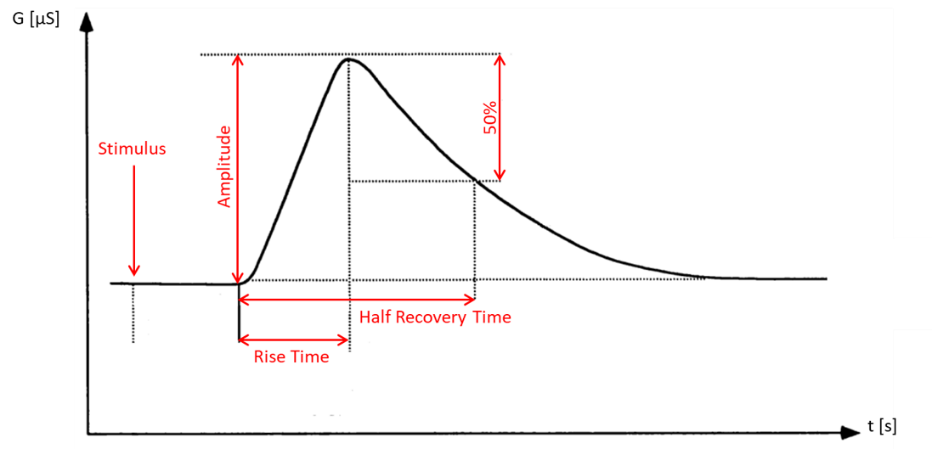 G [µS]
Stimulus
Amplitude
50%
Half Recovery Time
Rise Time
t [s]